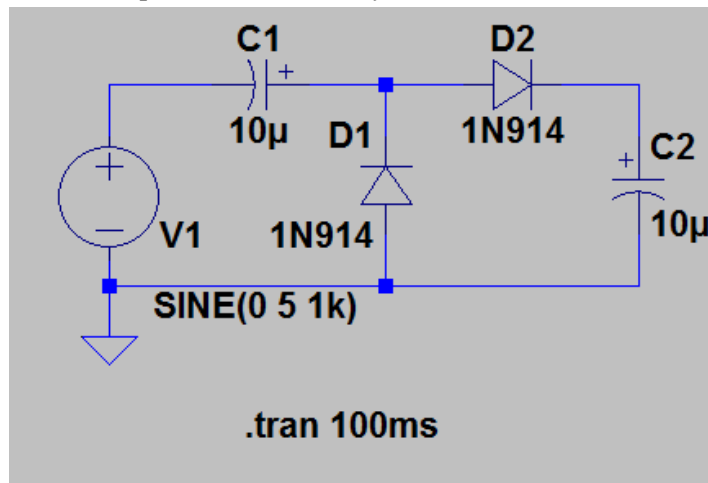 C1
D2
+
10µ
D1
1N914
+
C2
+
V1
1N914
10µ
SINE(0 5 1k)
.tran 100ms